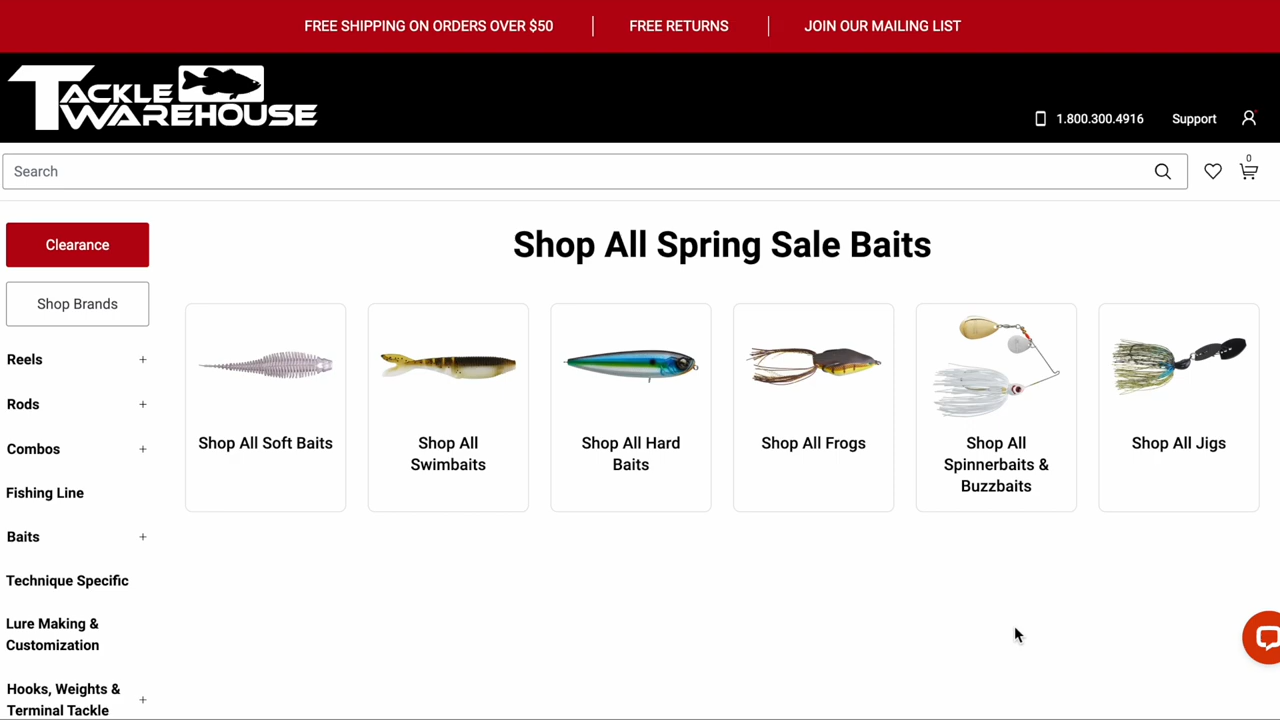 FREE SHIPPING ON ORDERS OVER $50
FREE RETURNS
JOIN OUR MAILING LIST
TACKLE
WAREHOUSE
1.800.300.4916
Support
Search
0
Clearance
Shop Brands
Reels +
Rods +
Combos +
Fishing Line
Baits +
Technique Specific
Lure Making &
Customization
Hooks, Weights &
Terminal Tackle +
Shop All Spring Sale Baits
Shop All Soft Baits
Shop All
Swimbaits
Shop All Hard
Baits
Shop All Frogs
Shop All
Spinnerbaits &
Buzzbaits
Shop All Jigs